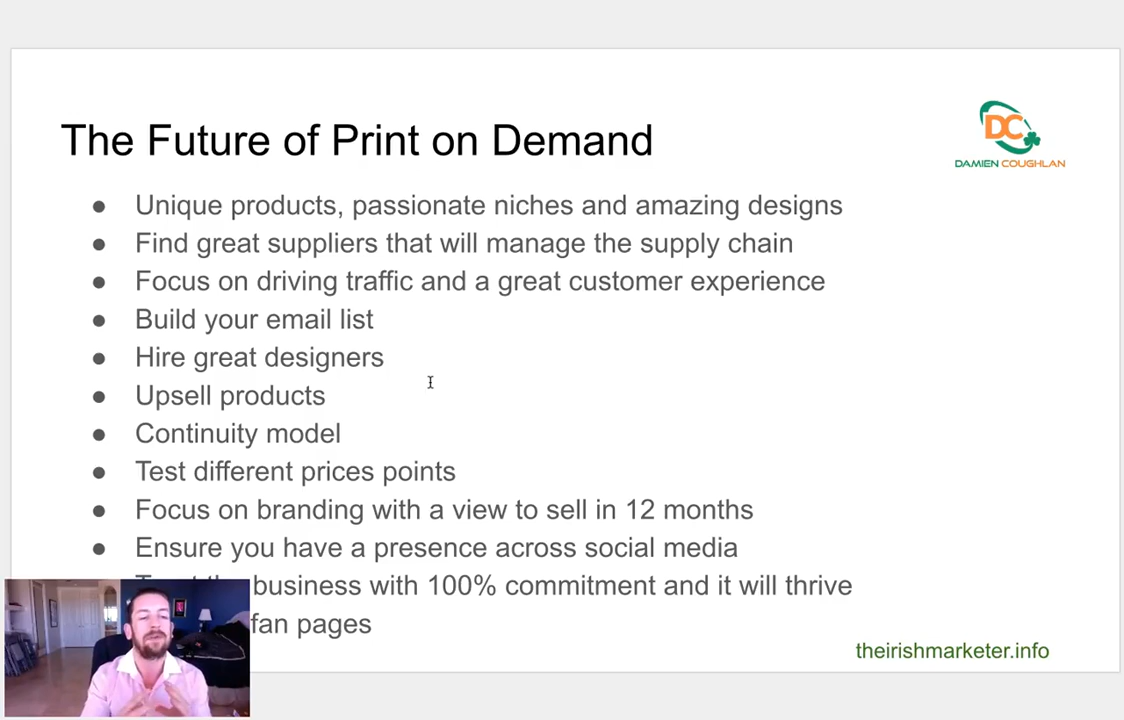 The Future of Print on Demand
DC
DAMIEN COUGHLAN
● Unique products, passionate niches and amazing designs
● Find great suppliers that will manage the supply chain
● Focus on driving traffic and a great customer experience
● Build your email list
● Hire great designers
● Upsell products
● Continuity model
● Test different prices points
● Focus on branding with a view to sell in 12 months
● Ensure you have a presence across social media
business with 100% commitment and it will thrive
fan pages
theirishmarketer.info